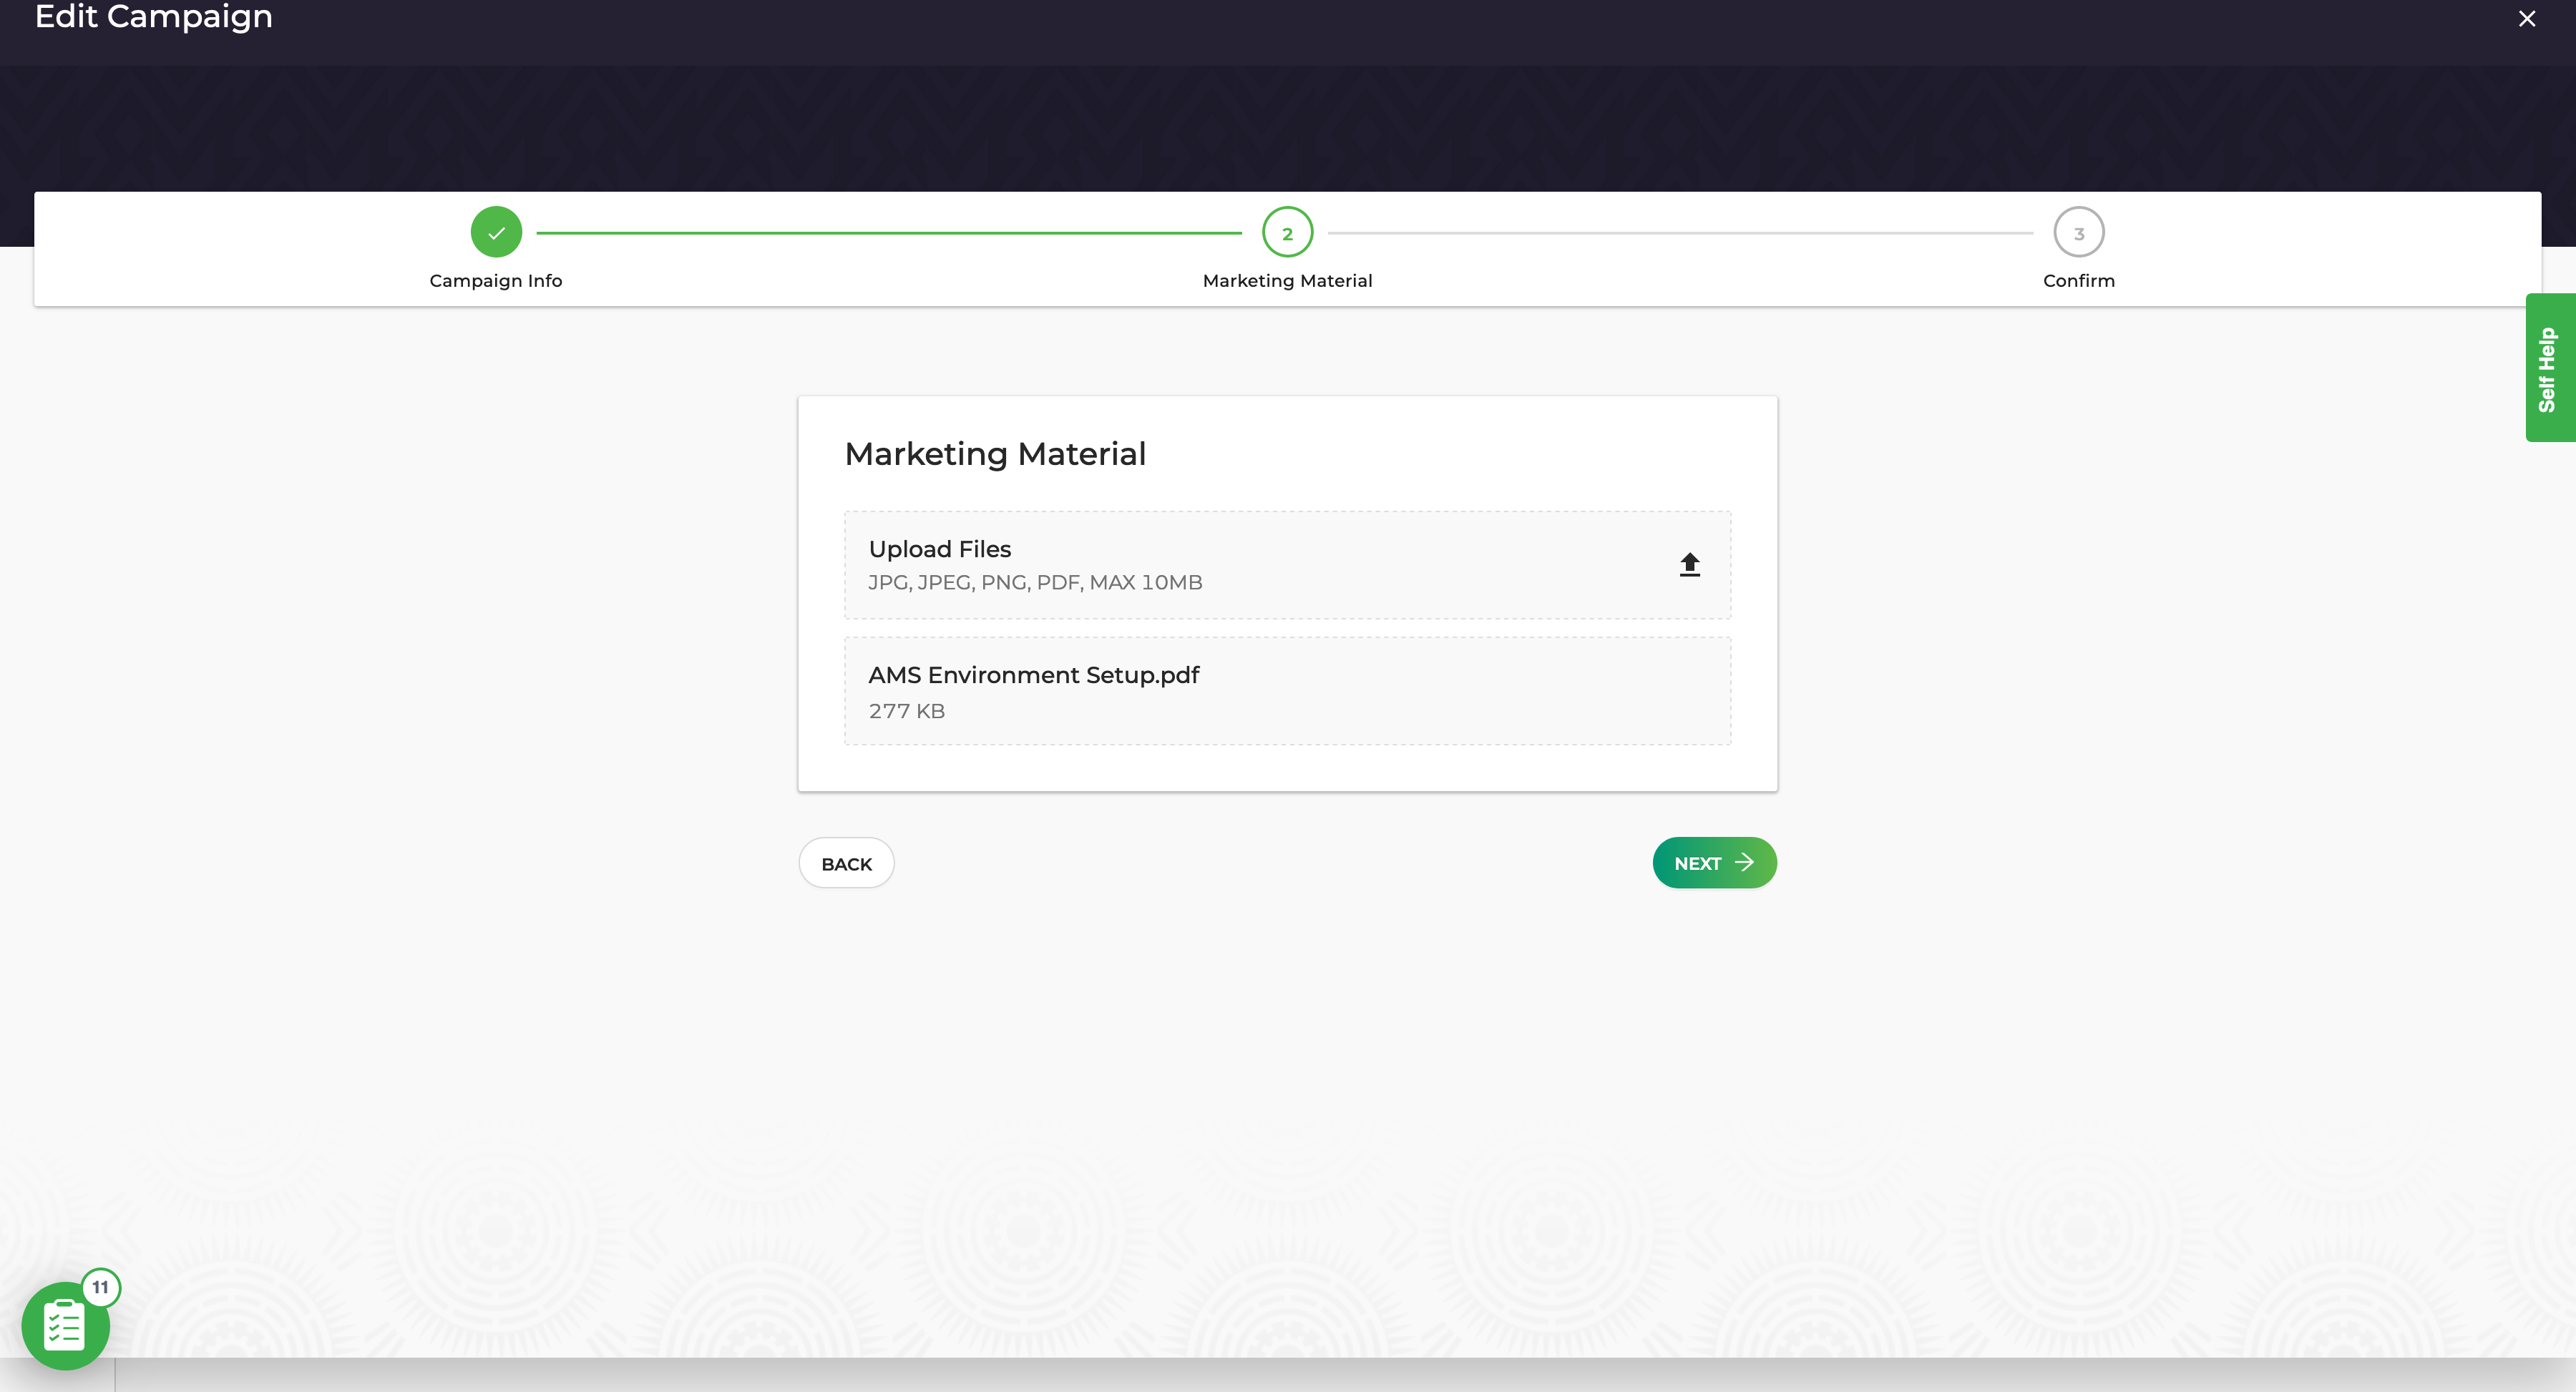 Edit Campaign
2
3
Campaign Info
Marketing Material
Confirm
Self Help
Marketing Material
Upload Files
JPG, JPEG, PNG, PDF, MAX 10MB
AMS Environment Setup.pdf
277 KB
BACK
NEXT
11